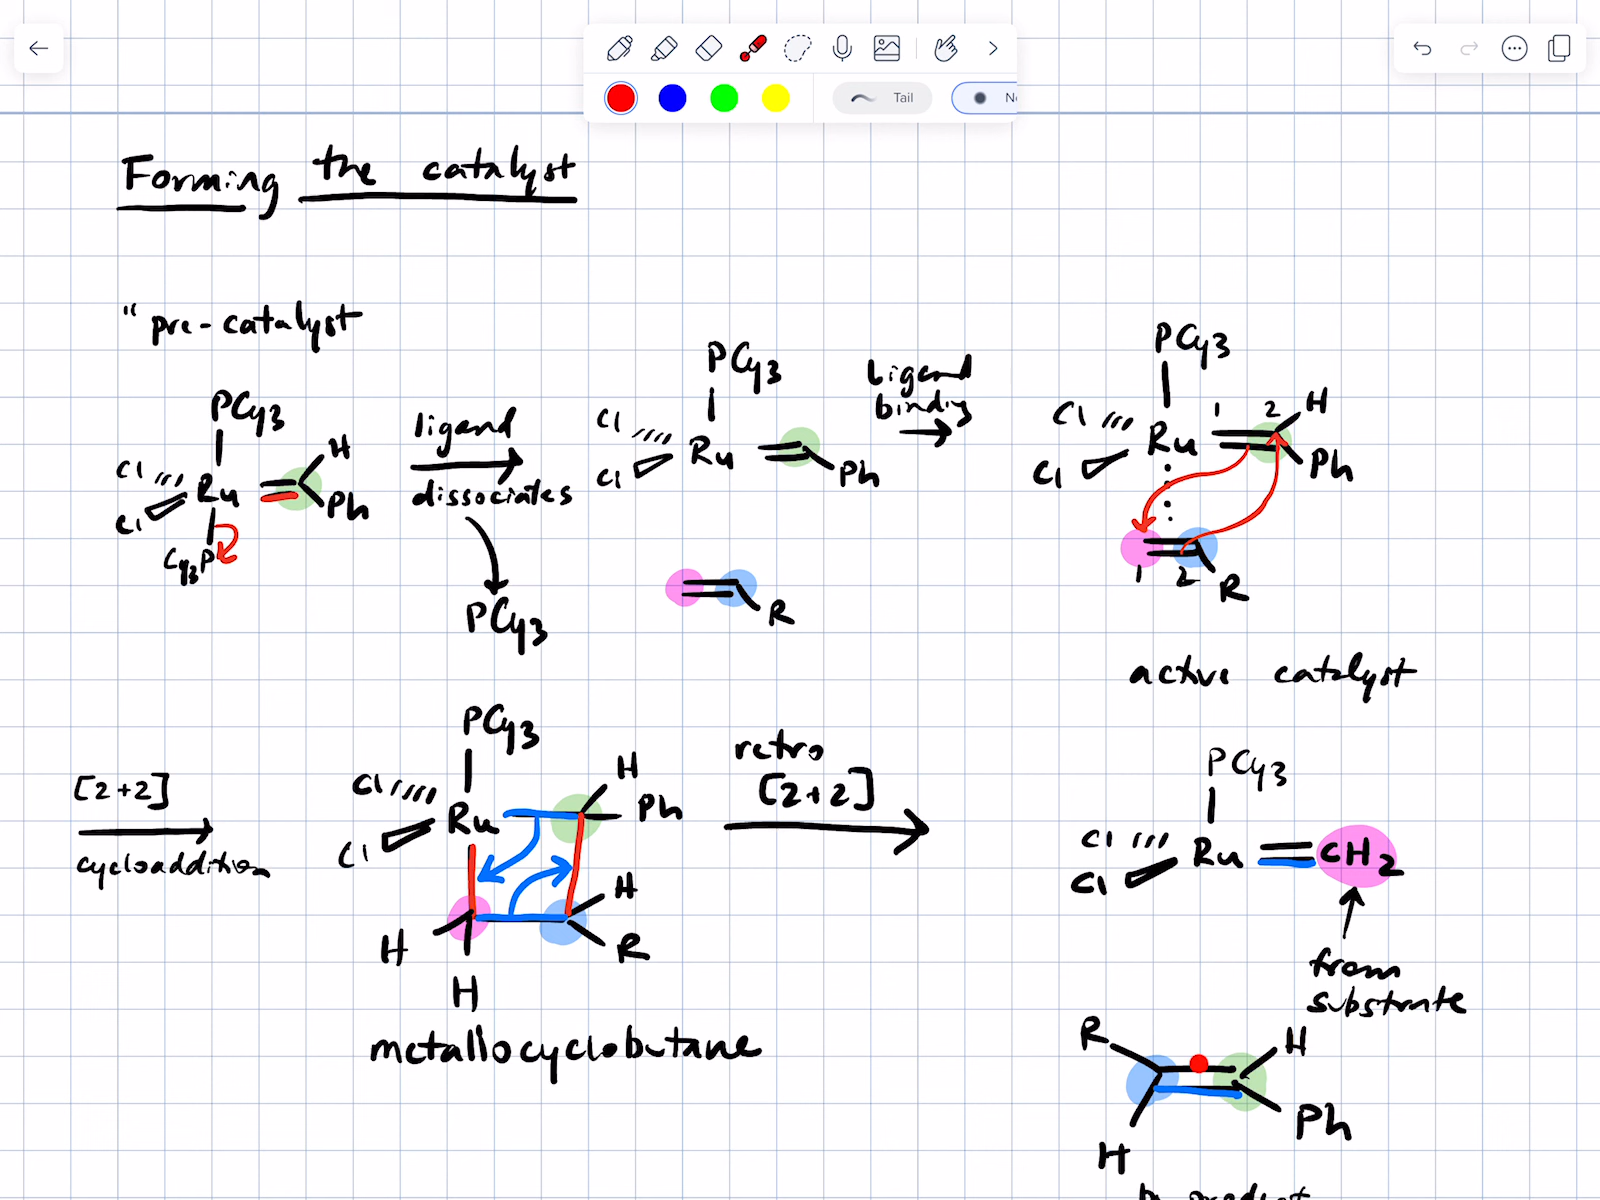 Tail
No
Forming the catalyst
"pre-catalyst
PCy3
Cl
Cl
Ru
H
Ph
Cy3P
ligand
dissociates
PCy3
PCy3
Cl
Cl
Ru
Ph
R
Ligand
binding
PCy3
Cl
Cl
Ru
1
2
H
Ph
1
2
R
active catalyst
[2+2]
cycloaddition
PCy3
Cl
Cl
Ru
H
Ph
H
R
H
H
metallocyclobutane
retro
[2+2]
PCy3
Cl
Cl
Ru
CH2
from
substrate
R
H
Ph
H